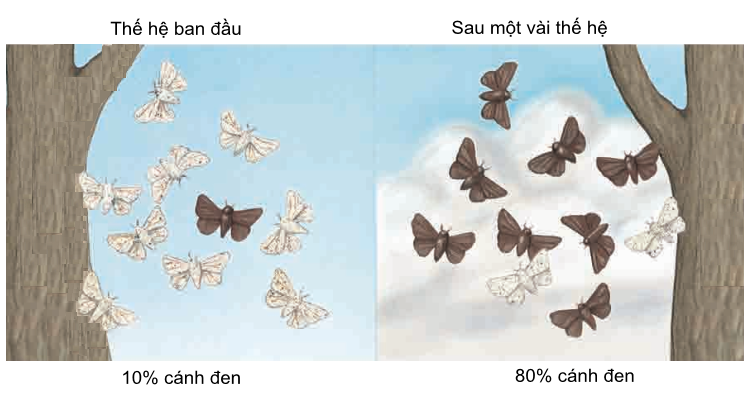 Thế hệ ban đầu
Sau một vài thế hệ
10% cánh đen
80% cánh đen